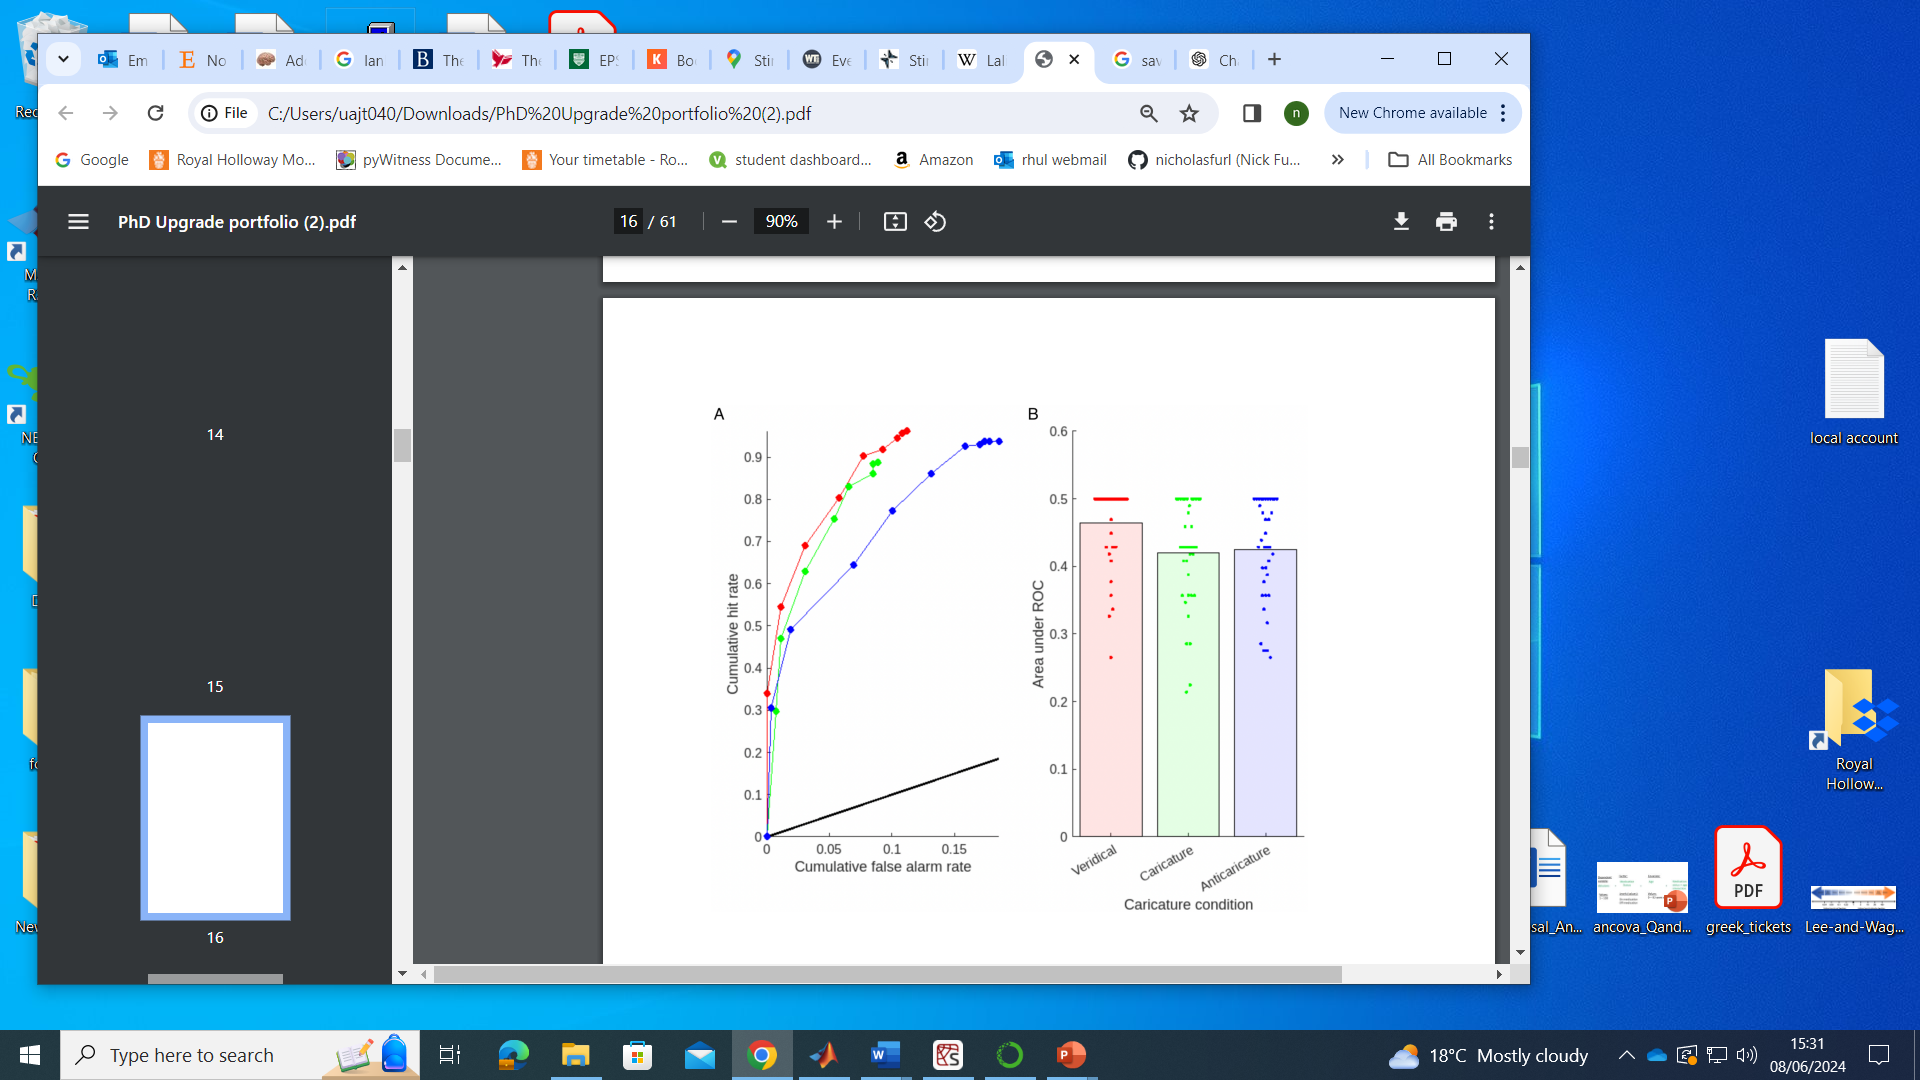 Em
No
Ad
Ian
The
The
EPS
Bo
Stir
Eve
Stir
Lal
sav
Ch
File
C:/Users/uajt040/Downloads/PhD%20Upgrade%20portfolio%20(2).pdf
n
New Chrome available
Google
Royal Holloway Mo...
pyWitness Docume...
Your timetable - Ro...
student dashboard...
Amazon
rhul webmail
nicholasfurl (Nick Fu...
All Bookmarks
PhD Upgrade portfolio (2).pdf
16 / 61
90%
14
15
16
A
0.9
0.8
0.7
0.6
0.5
0.4
0.3
0.2
0.1
0
Cumulative hit rate
0 0.05 0.1 0.15
Cumulative false alarm rate
B
0.6
0.5
0.4
0.3
0.2
0.1
0
Area under ROC
Veridical
Caricature
Anticaricature
Caricature condition
local account
Royal
Hollow...
PDF
sal_An...
ancova_Qand...
greek_tickets
Lee-and-Wag...
Type here to search
18°C Mostly cloudy
15:31
08/06/2024